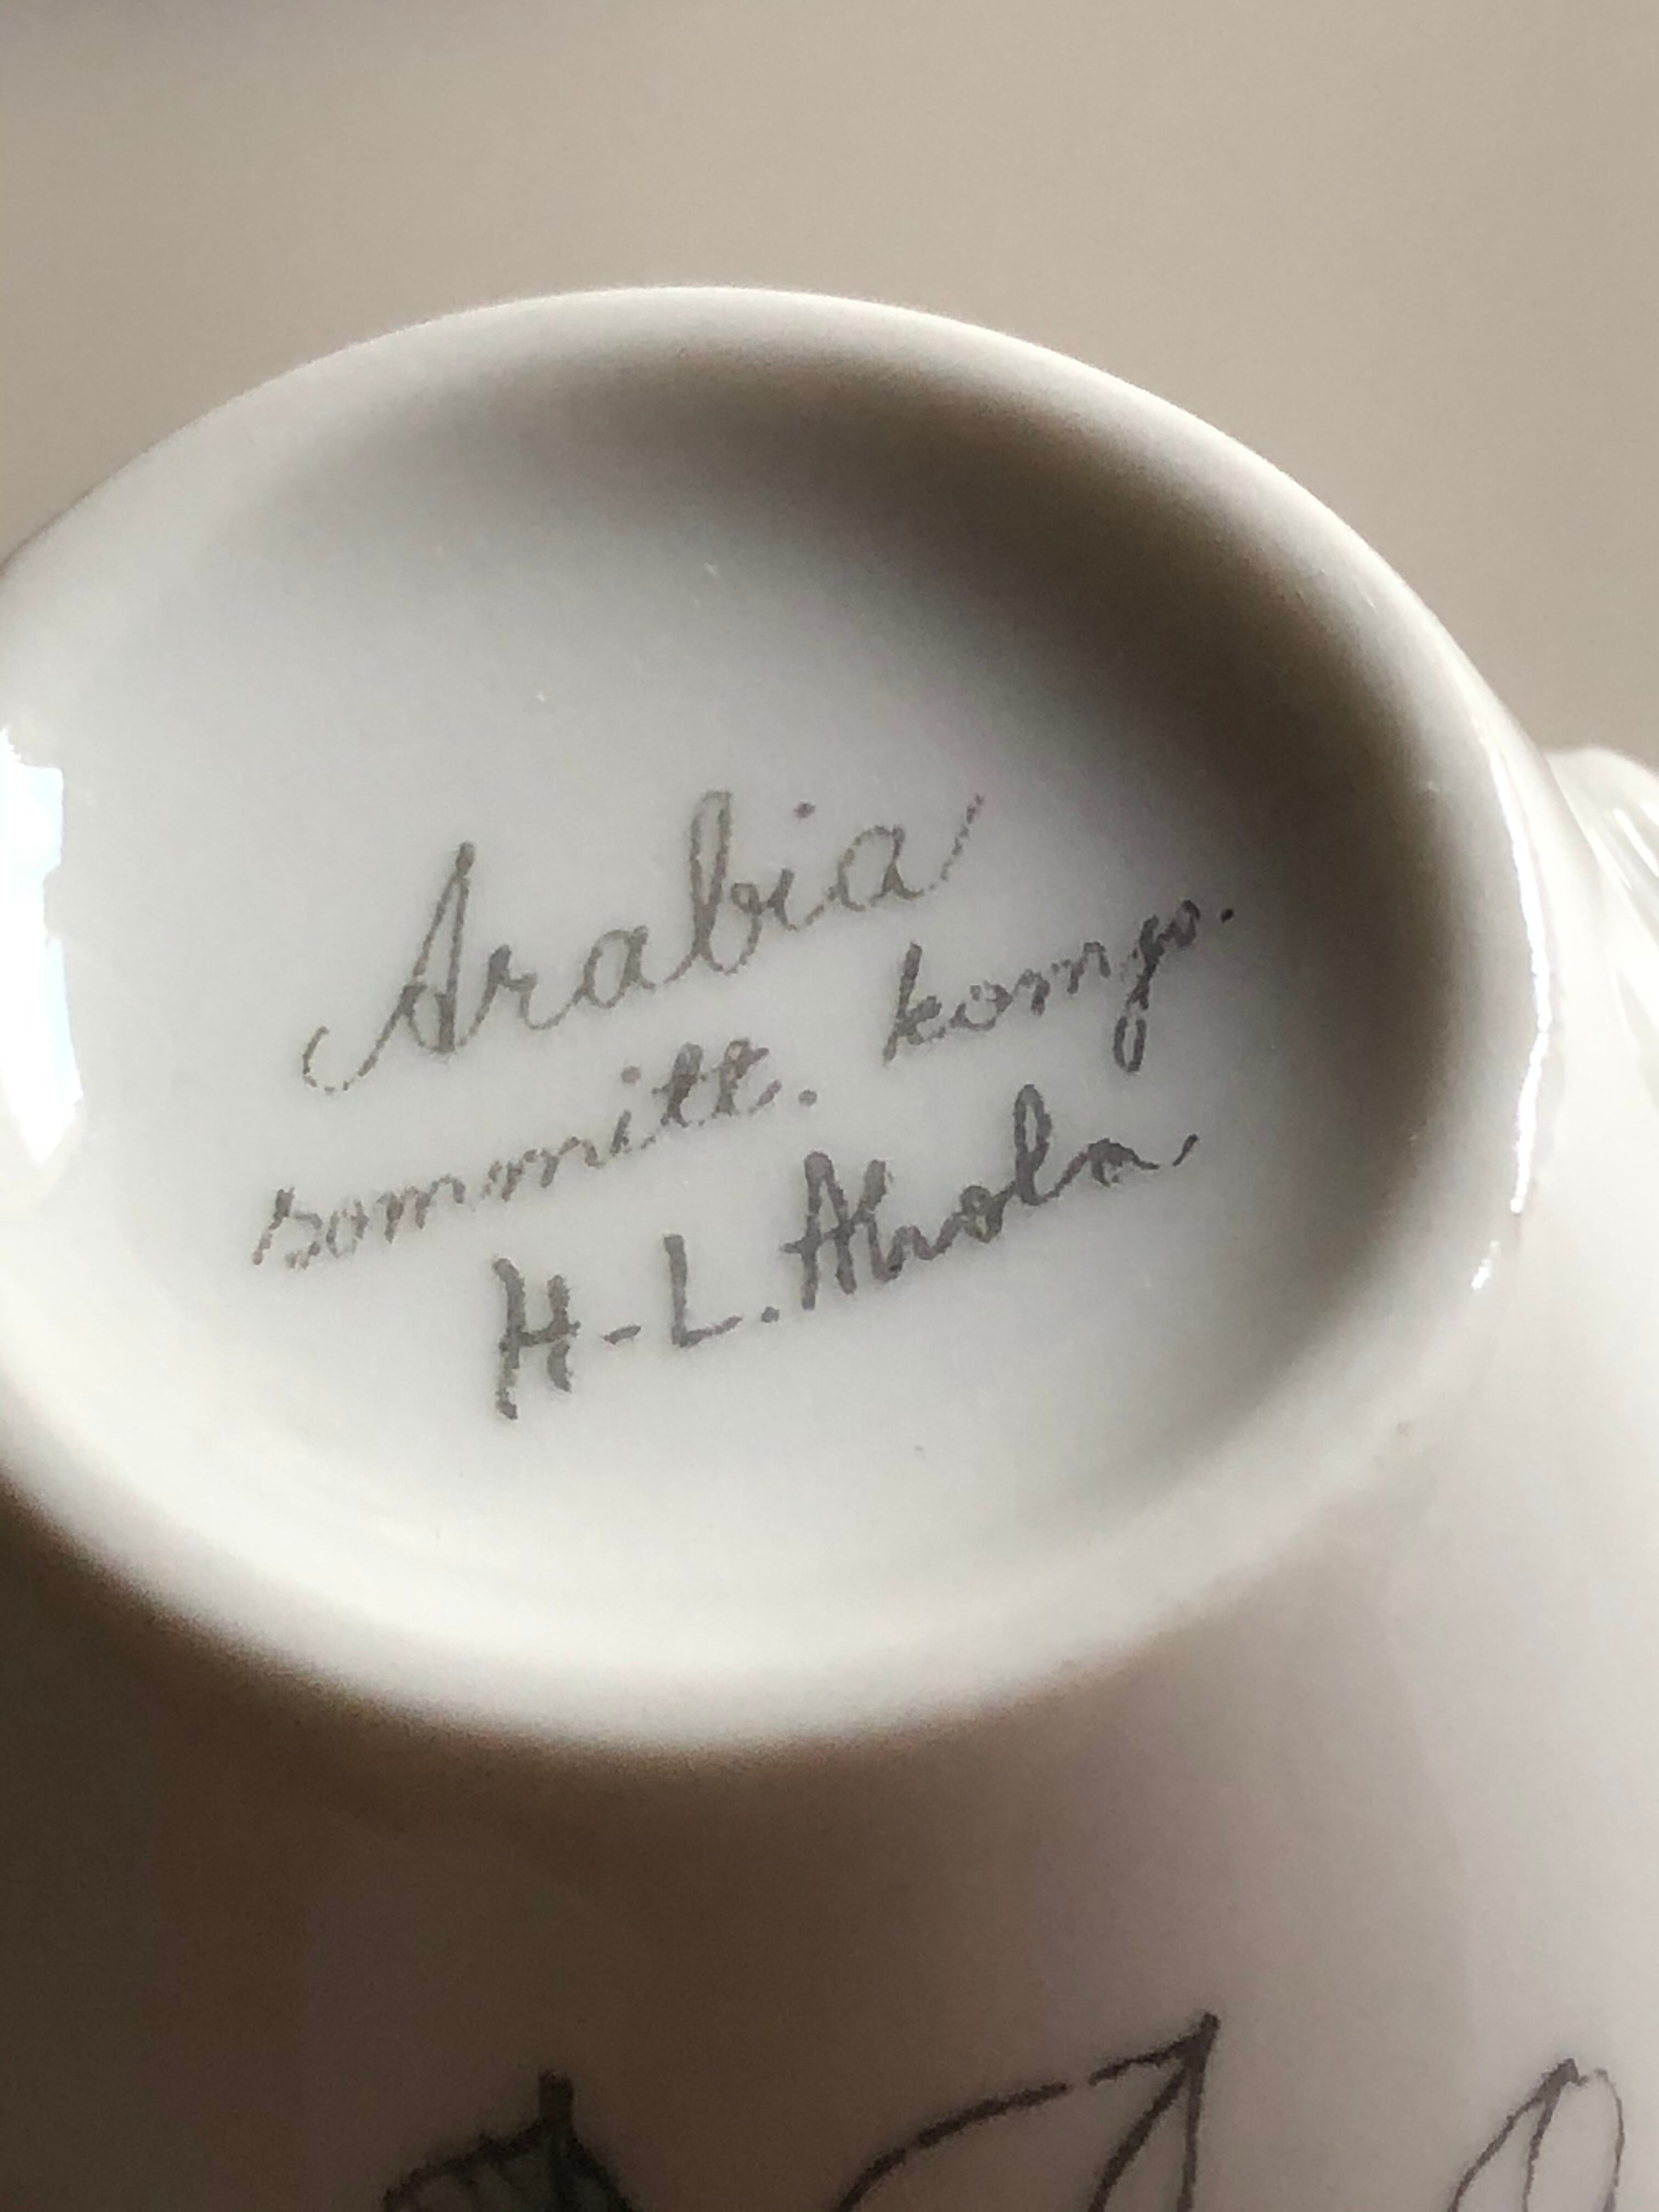 Arabia
sommitt. komp.
H-L. Ahola